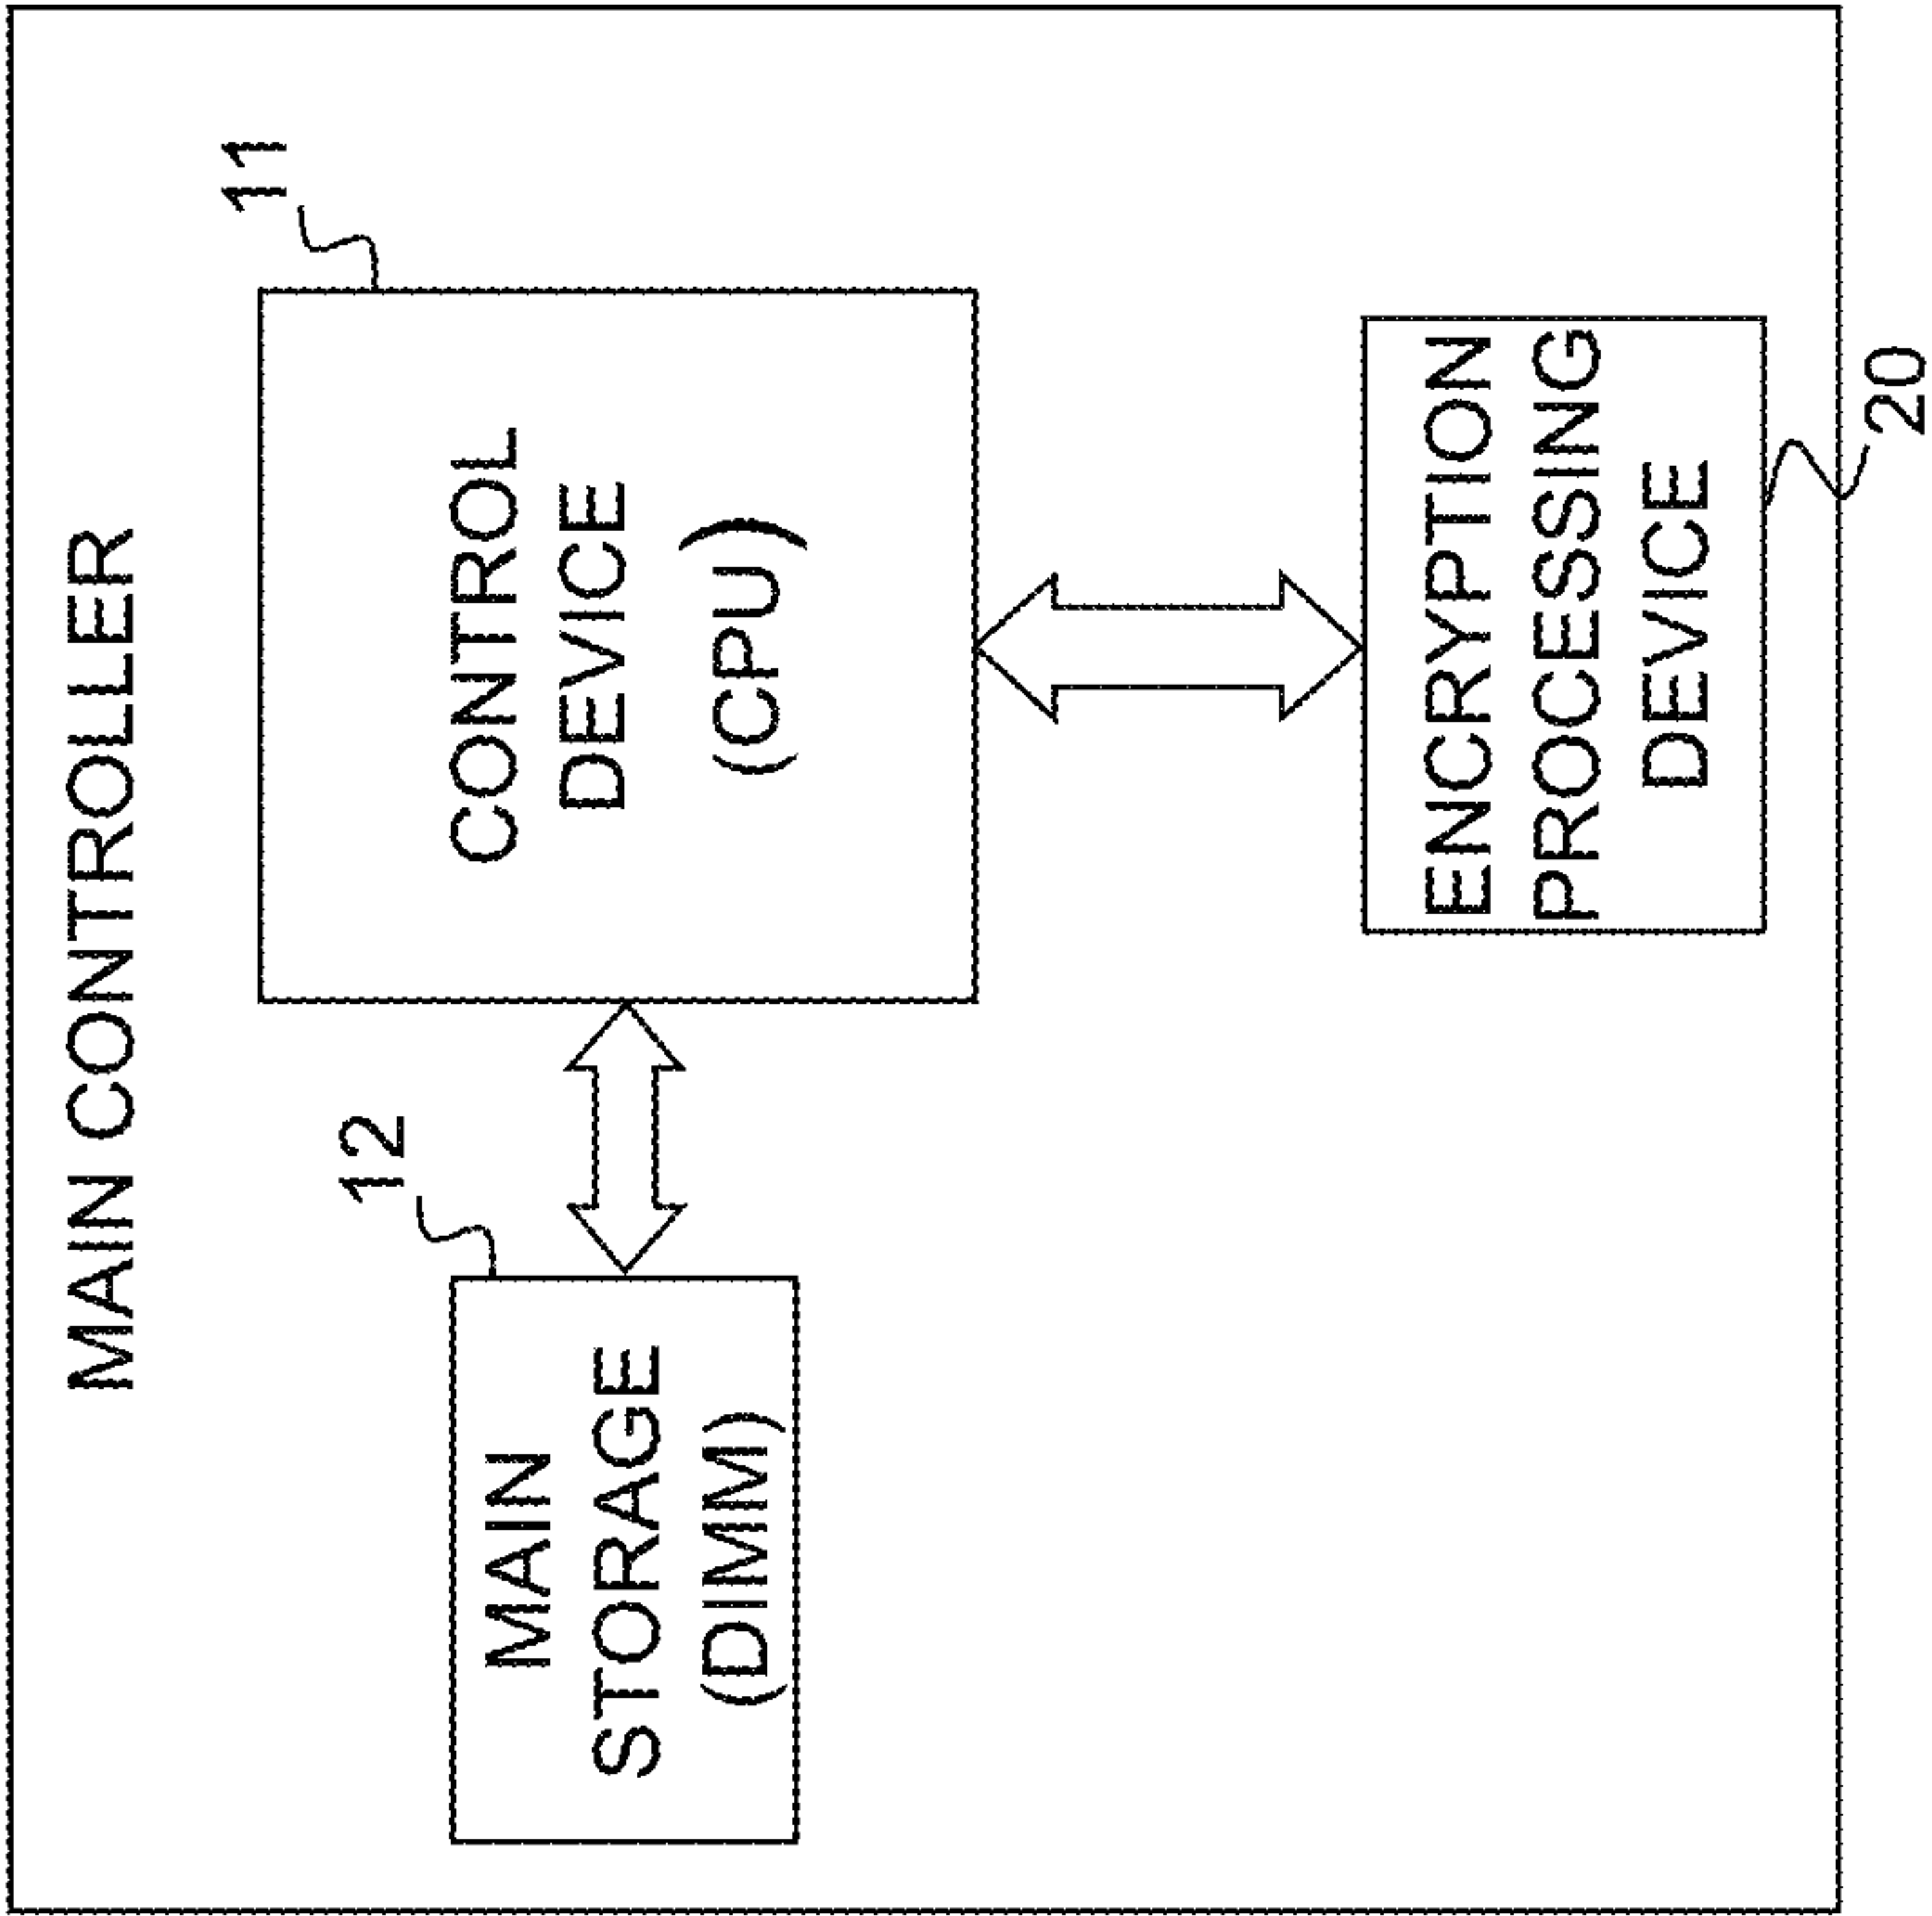 MAIN CONTROLLER
11
CONTROL
DEVICE
(CPU)
12
MAIN
STORAGE
(DIMM)
ENCRYPTION
PROCESSING
DEVICE
20